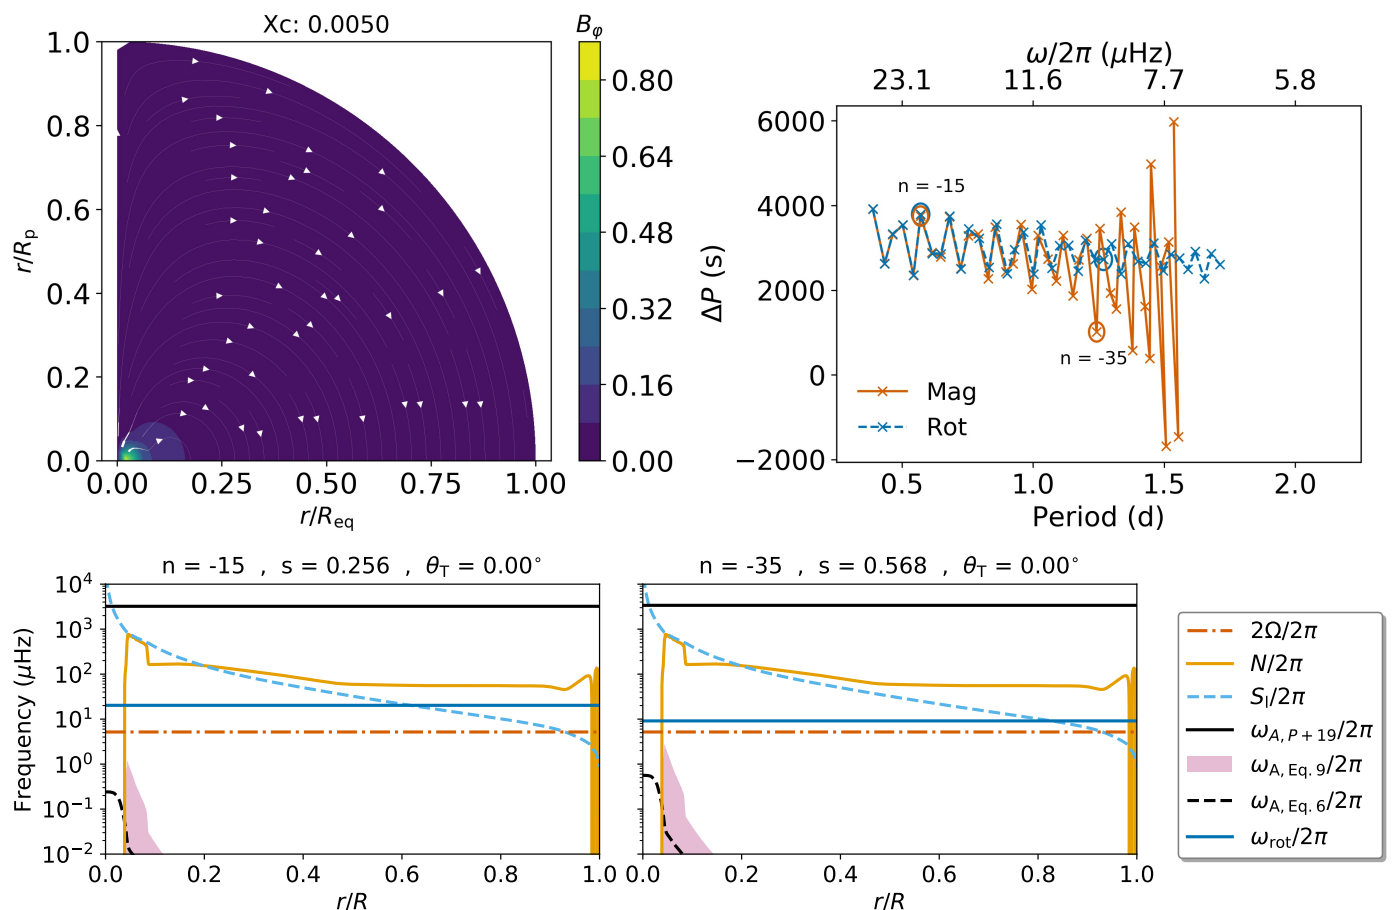 Xc: 0.0050
B_φ
1.0
0.8
0.6
0.4
0.2
0.0
r/R_p
0.00 0.25 0.50 0.75 1.00
r/R_eq
0.80
0.64
0.48
0.32
0.16
0.00
ω/2π (μHz)
23.1 11.6 7.7 5.8
6000
4000
2000
0
−2000
ΔP (s)
n = -15
n = -35
Mag
Rot
0.5 1.0 1.5 2.0
Period (d)
n = -15 , s = 0.256 , θ_T = 0.00°
10^4
10^3
10^2
10^1
10^0
10^−1
10^−2
Frequency (μHz)
0.0 0.2 0.4 0.6 0.8 1.0
r/R
n = -35 , s = 0.568 , θ_T = 0.00°
0.0 0.2 0.4 0.6 0.8 1.0
r/R
2Ω/2π
N/2π
S_l/2π
ω_A,P+19/2π
ω_A,Eq.9/2π
ω_A,Eq.6/2π
ω_rot/2π